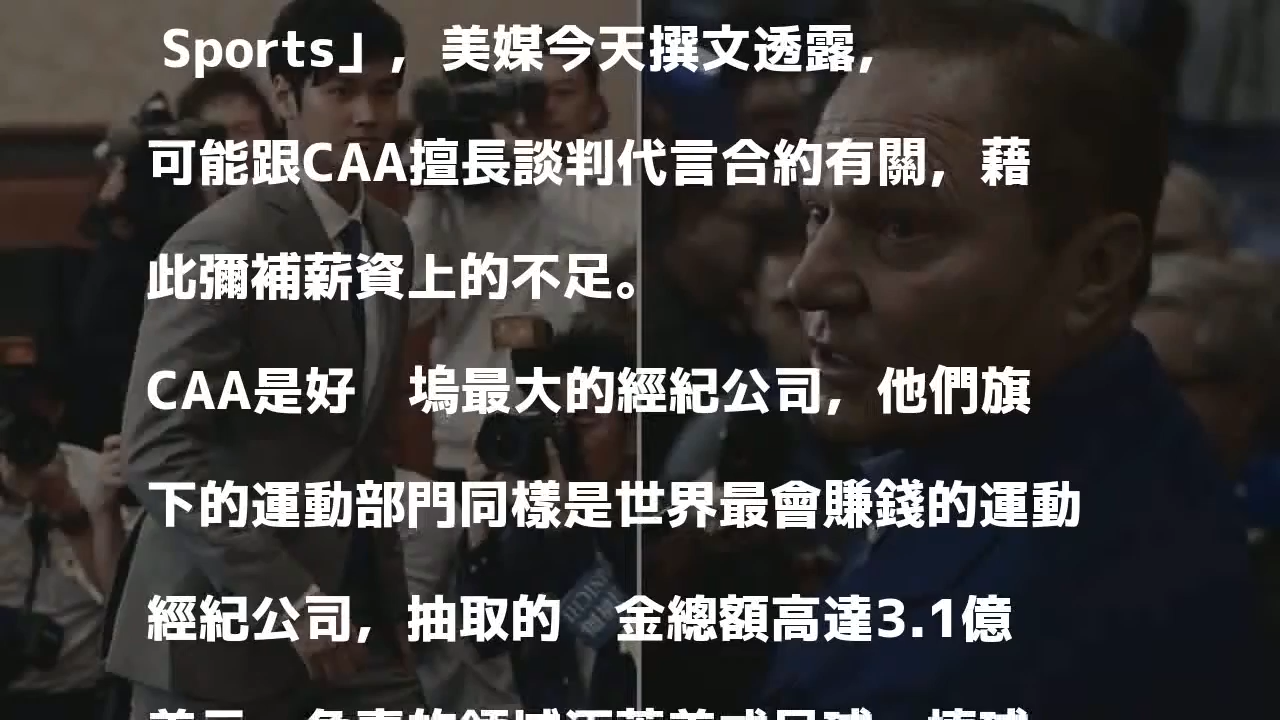 Sports」，美媒今天撰文透露，
可能跟CAA擅長談判代言合約有關，藉
此彌補薪資上的不足。
CAA是好　塢最大的經紀公司，他們旗
下的運動部門同樣是世界最會賺錢的運動
經紀公司，抽取的　金總額高達3.1億